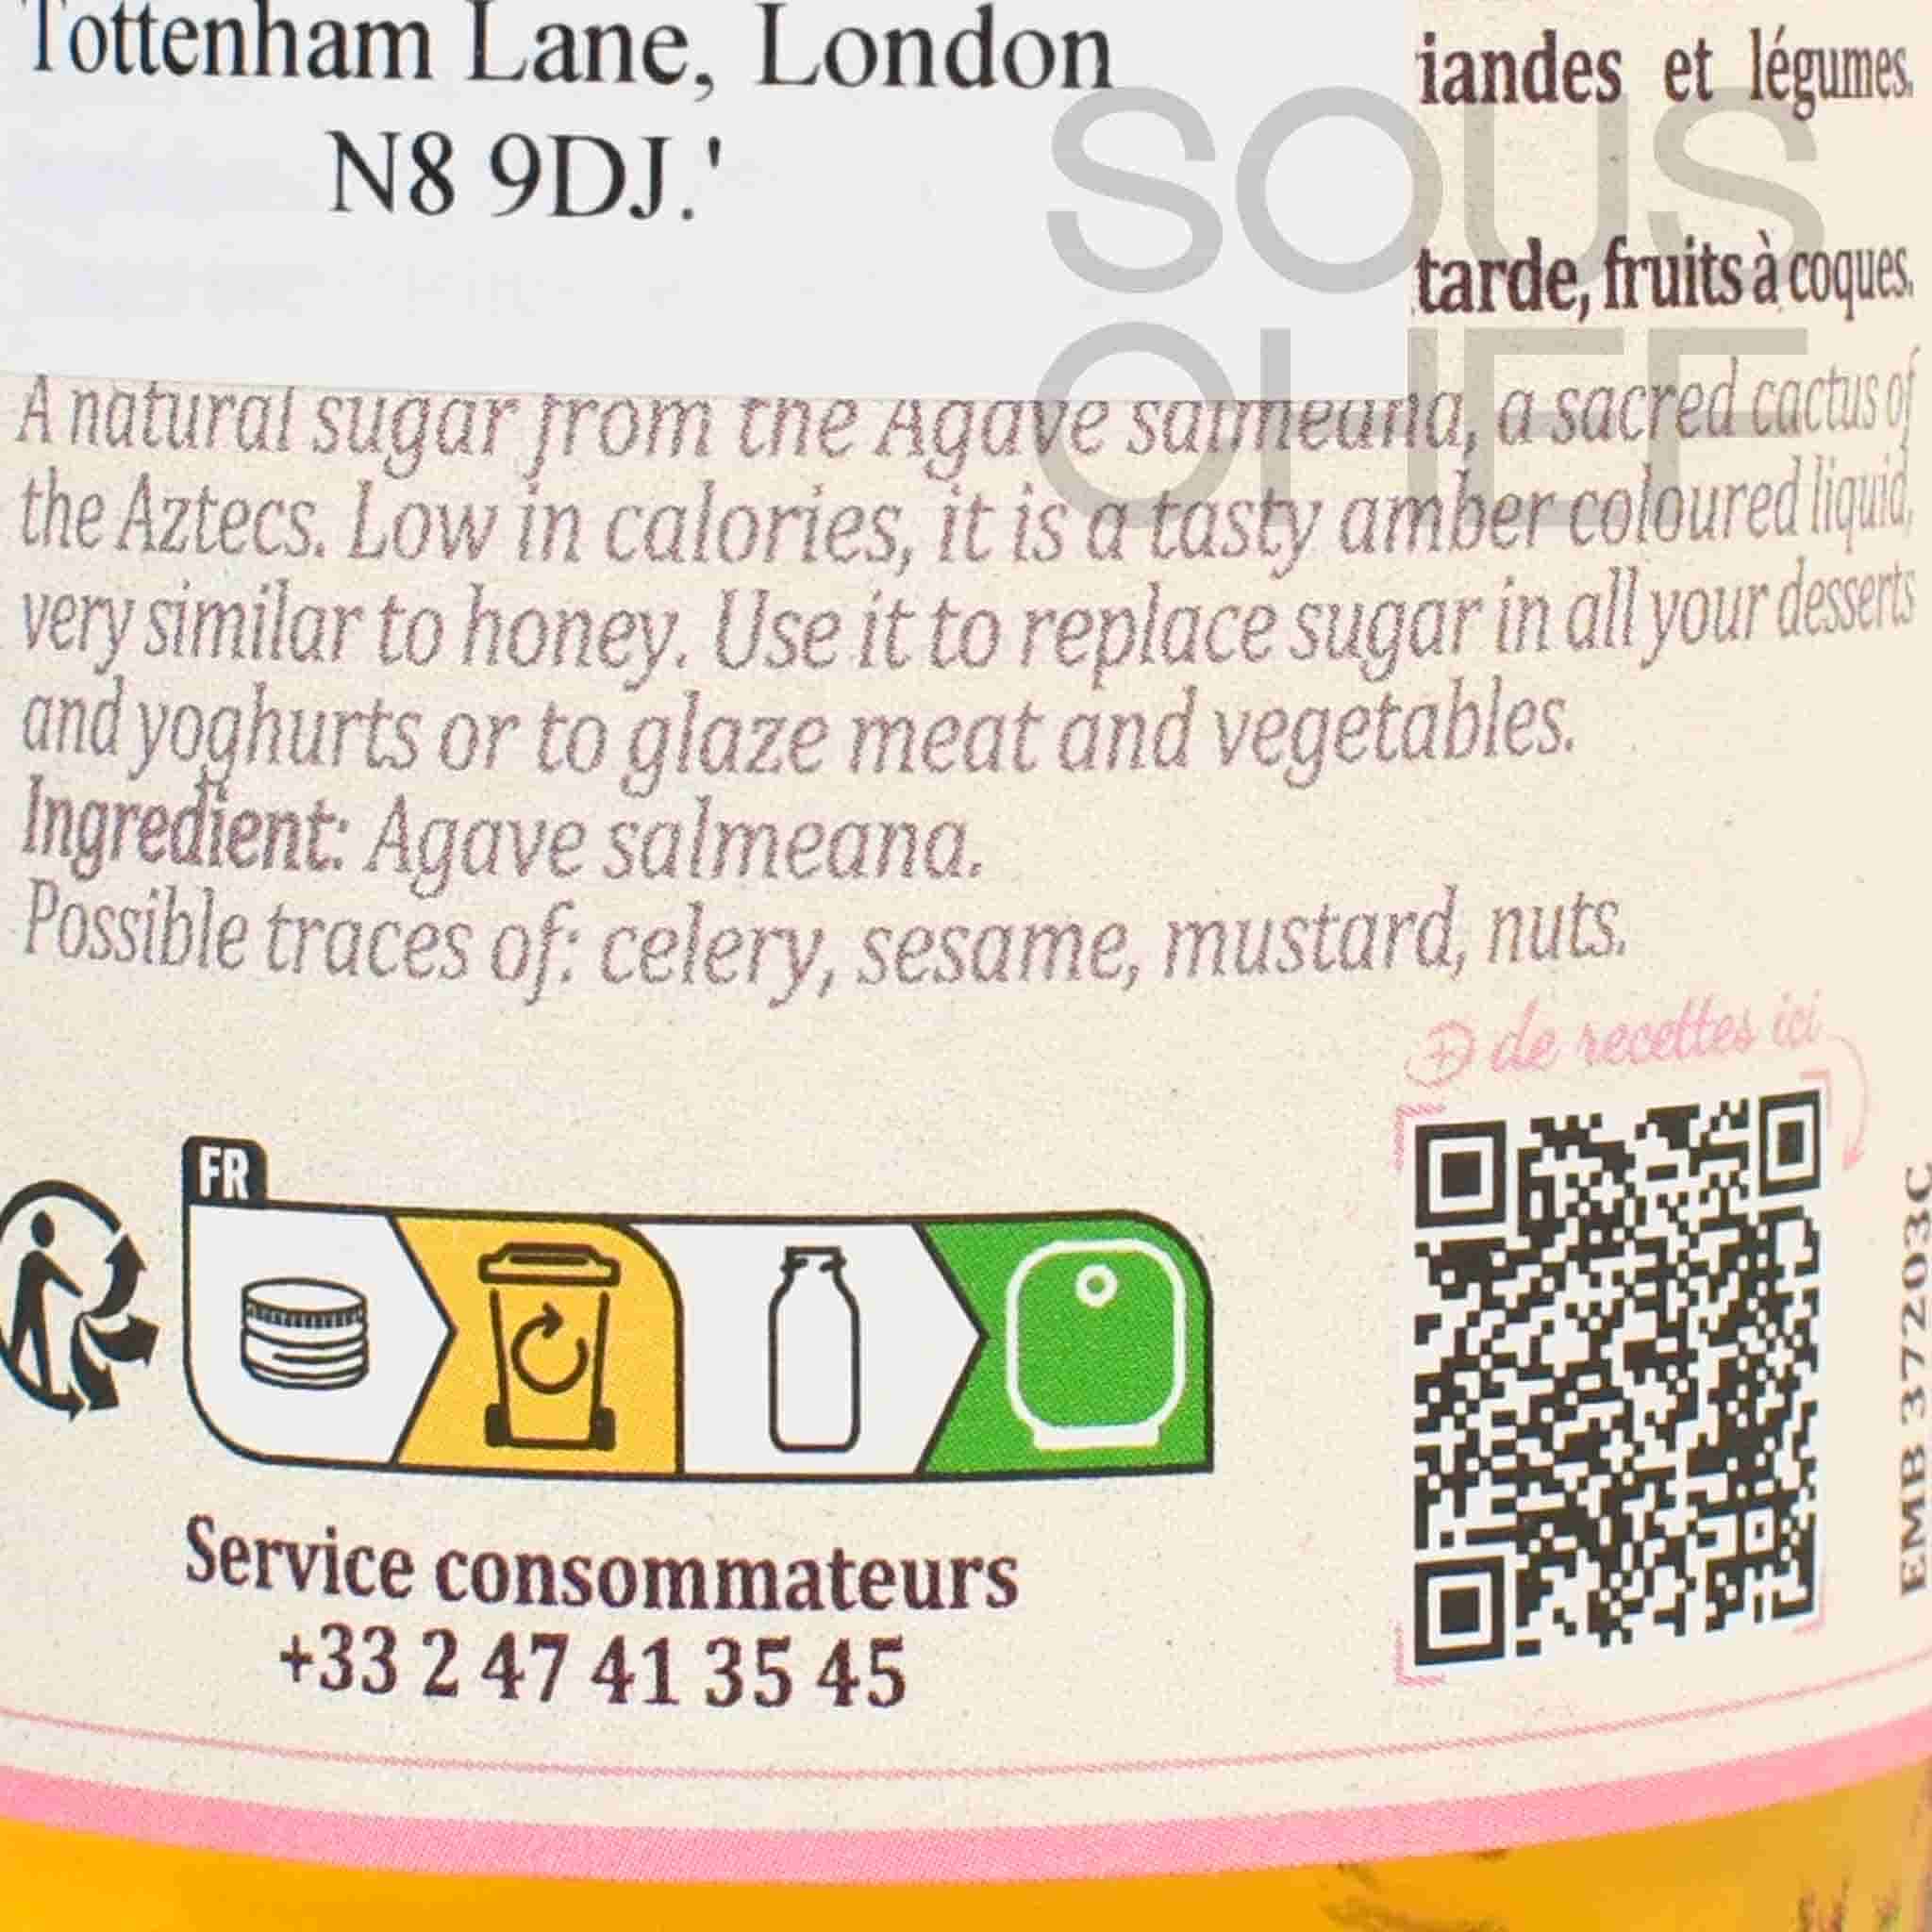 Tottenham Lane, London
N8 9DJ.'
iandes et légumes.
tarde, fruits à coques.
SOUS
CHEF
A natural sugar from the Agave salmeana, a sacred cactus of
the Aztecs. Low in calories, it is a tasty amber coloured liquid,
very similar to honey. Use it to replace sugar in all your desserts
and yoghurts or to glaze meat and vegetables.
Ingredient: Agave salmeana.
Possible traces of: celery, sesame, mustard, nuts.
+ de recettes ici
FR
EMB 37203C
Service consommateurs
+33 2 47 41 35 45